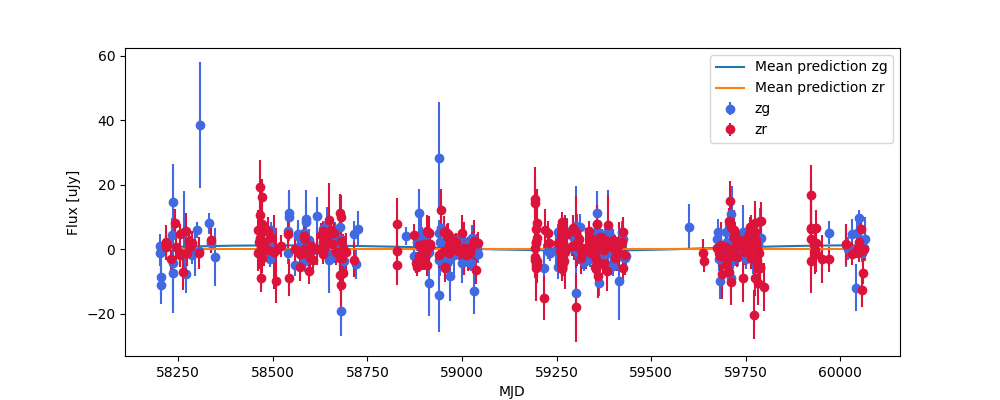 Mean prediction zg
Mean prediction zr
zg
zr
Flux [uJy]
60
40
20
0
−20
58250 58500 58750 59000 59250 59500 59750 60000
MJD